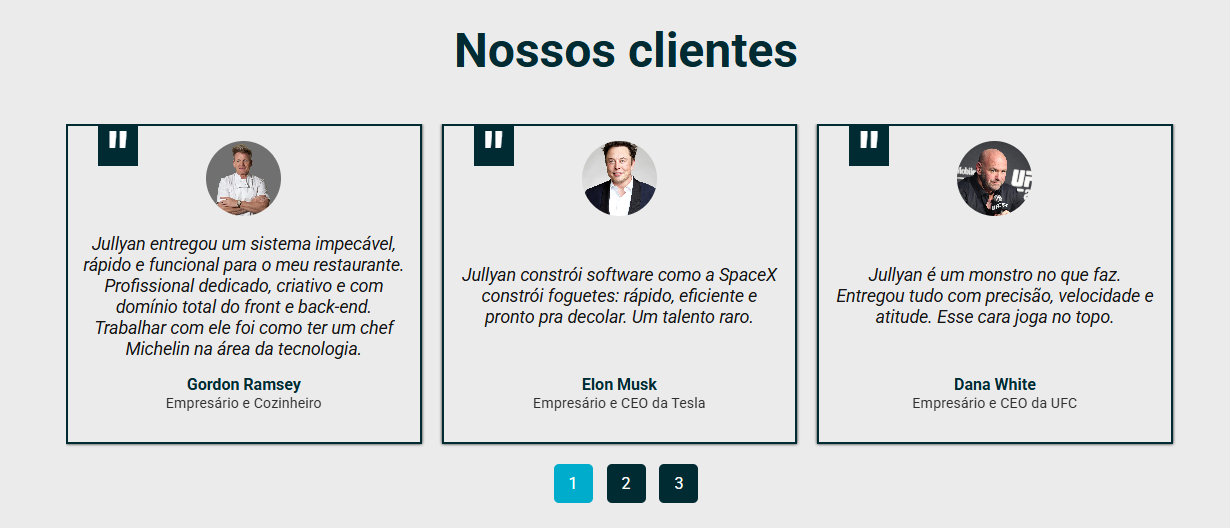 Nossos clientes
"
Jullyan entregou um sistema impecável,
rápido e funcional para o meu restaurante.
Profissional dedicado, criativo e com
domínio total do front e back-end.
Trabalhar com ele foi como ter um chef
Michelin na área da tecnologia.
Gordon Ramsey
Empresário e Cozinheiro
"
Jullyan constrói software como a SpaceX
constrói foguetes: rápido, eficiente e
pronto pra decolar. Um talento raro.
Elon Musk
Empresário e CEO da Tesla
"
Jullyan é um monstro no que faz.
Entregou tudo com precisão, velocidade e
atitude. Esse cara joga no topo.
Dana White
Empresário e CEO da UFC
1 2 3